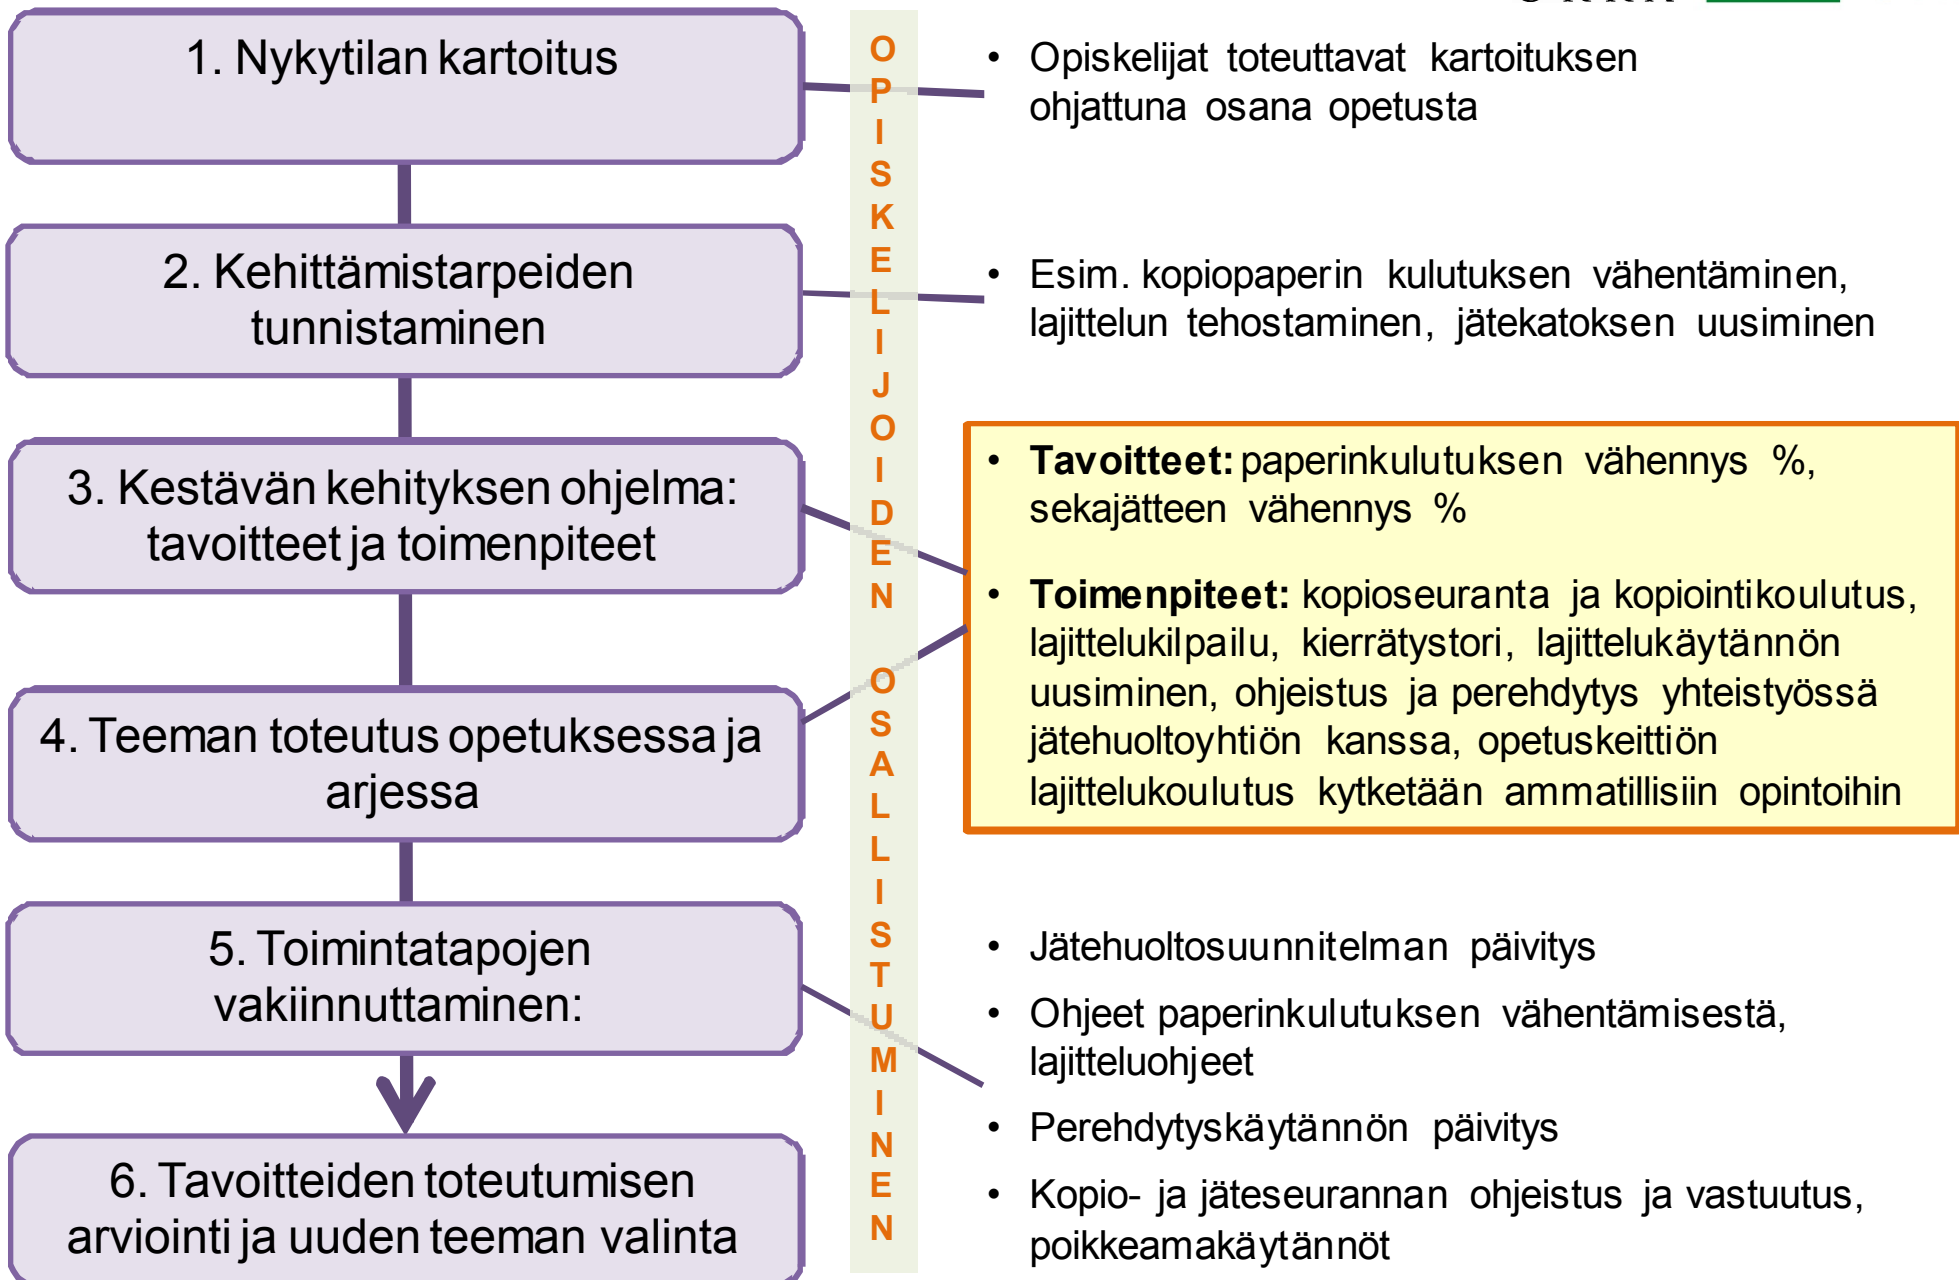 1. Nykytilan kartoitus
• Opiskelijat toteuttavat kartoituksen
ohjattuna osana opetusta
2. Kehittämistarpeiden
tunnistaminen
• Esim. kopiopaperin kulutuksen vähentäminen,
lajittelun tehostaminen, jätekatoksen uusiminen
3. Kestävän kehityksen ohjelma:
tavoitteet ja toimenpiteet
• Tavoitteet: paperinkulutuksen vähennys %,
sekajätteen vähennys %
• Toimenpiteet: kopioseuranta ja kopiointikoulutus,
lajittelukilpailu, kierrätystori, lajittelukäytännön
uusiminen, ohjeistus ja perehdytys yhteistyössä
jätehuoltoyhtiön kanssa, opetuskeittiön
lajittelukoulutus kytketään ammatillisiin opintoihin
4. Teeman toteutus opetuksessa ja
arjessa
5. Toimintatapojen
vakiinnuttaminen:
• Jätehuoltosuunnitelman päivitys
• Ohjeet paperinkulutuksen vähentämisestä,
lajitteluohjeet
• Perehdytyskäytännön päivitys
• Kopio- ja jäteseurannan ohjeistus ja vastuutus,
poikkeamakäytännöt
6. Tavoitteiden toteutumisen
arviointi ja uuden teeman valinta
OPISKELIJOIDEN OSALLISTUMINEN